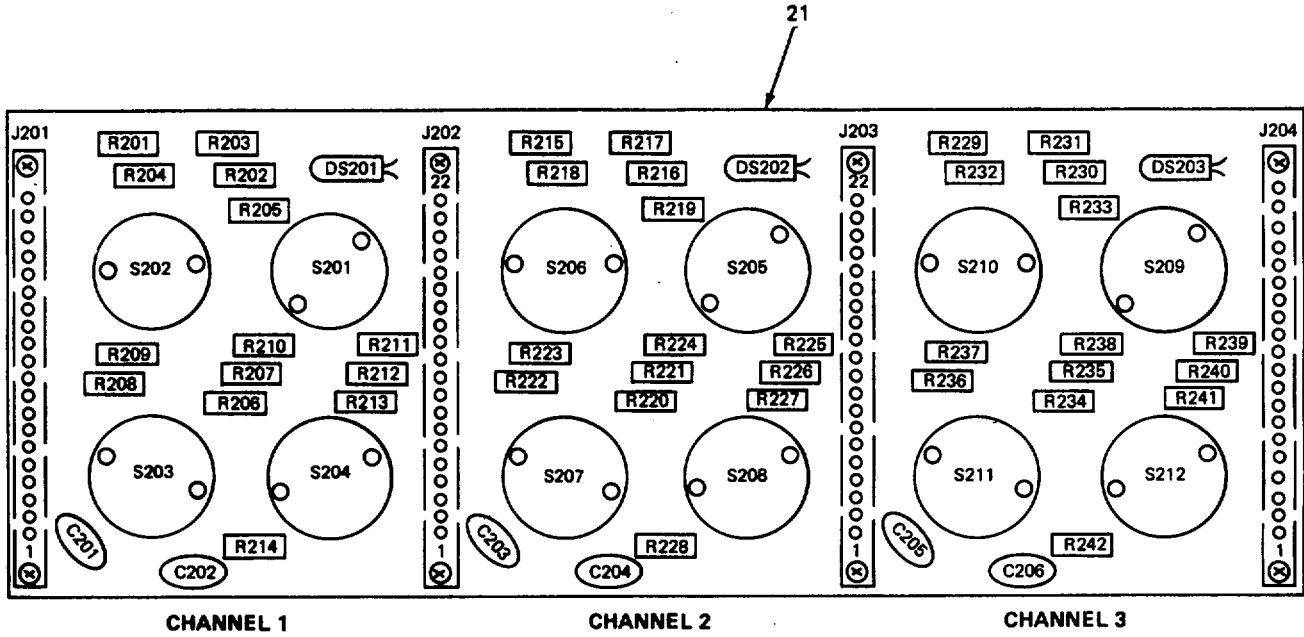 21
J201 R201 R203 J202 R215 R217 J203 R229 R231 J204
R204 R202 DS201 22 R218 R216 DS202 22 R232 R230 DS203
R205 R219 R233
S202 S201 S206 S205 S210 S209
R209 R210 R211 R223 R224 R225 R237 R238 R239
R208 R207 R212 R222 R221 R226 R236 R235 R240
R206 R213 R220 R227 R234 R241
S203 S204 S207 S208 S211 S212
C201 R214 C203 R228 C205 R242
1 C202 1 C204 1 C206 1
CHANNEL 1 CHANNEL 2 CHANNEL 3